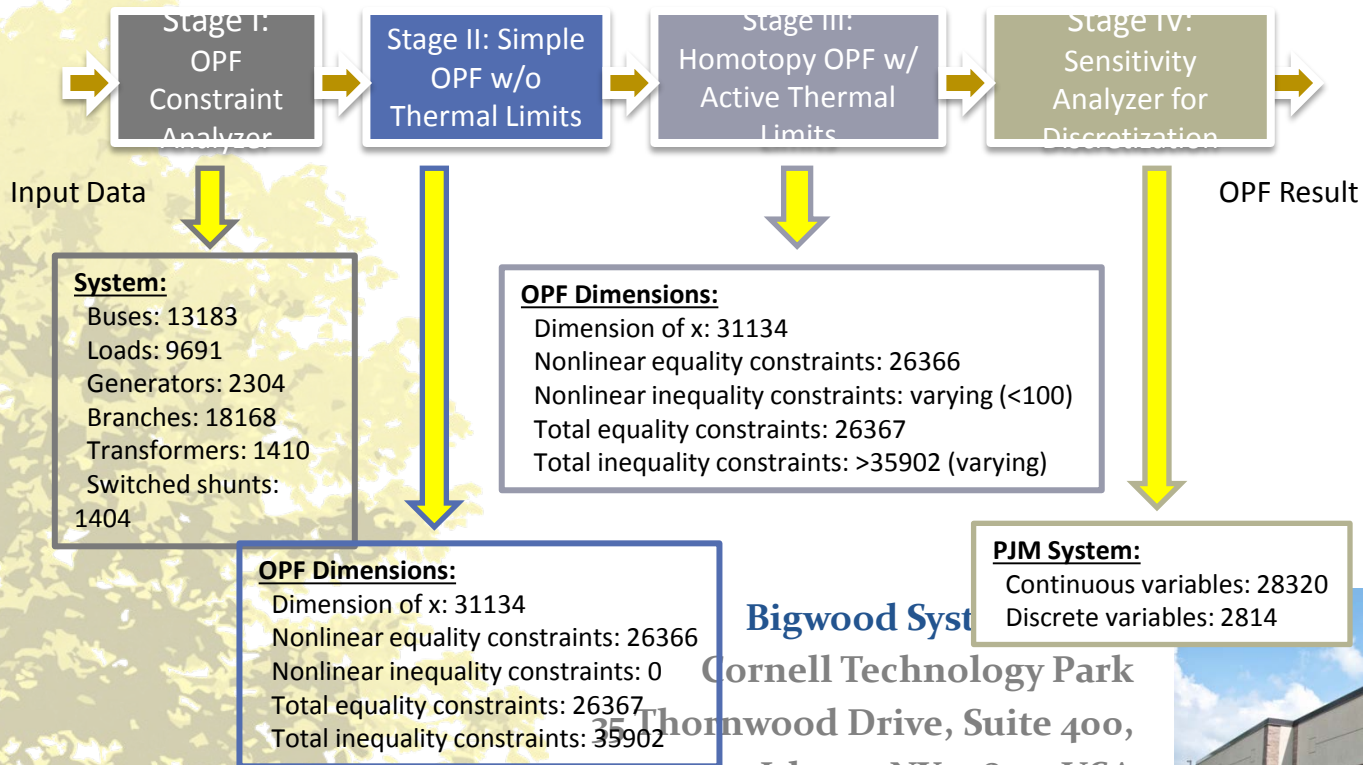 Stage I:
OPF
Constraint
Analyzer
Stage II: Simple
OPF w/o
Thermal Limits
Stage III:
Homotopy OPF w/
Active Thermal
Limits
Stage IV:
Sensitivity
Analyzer for
Discretization
Input Data
OPF Result
System:
Buses: 13183
Loads: 9691
Generators: 2304
Branches: 18168
Transformers: 1410
Switched shunts:
1404
OPF Dimensions:
Dimension of x: 31134
Nonlinear equality constraints: 26366
Nonlinear inequality constraints: varying (<100)
Total equality constraints: 26367
Total inequality constraints: >35902 (varying)
OPF Dimensions:
Dimension of x: 31134
Nonlinear equality constraints: 26366
Nonlinear inequality constraints: 0
Total equality constraints: 26367
Total inequality constraints: 35902
PJM System:
Continuous variables: 28320
Discrete variables: 2814
Bigwood Syst
Cornell Technology Park
35 Thornwood Drive, Suite 400,